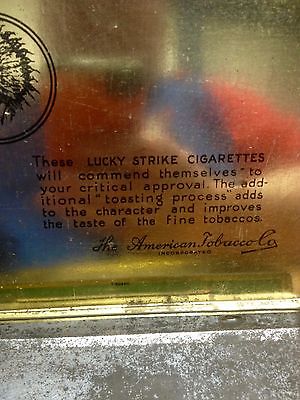 These LUCKY STRIKE CIGARETTES
will commend themselves to
your critical approval. The add-
itional "toasting process" adds
to the character and improves
the taste of the fine tobaccos.
The American Tobacco Co.
INCORPORATED